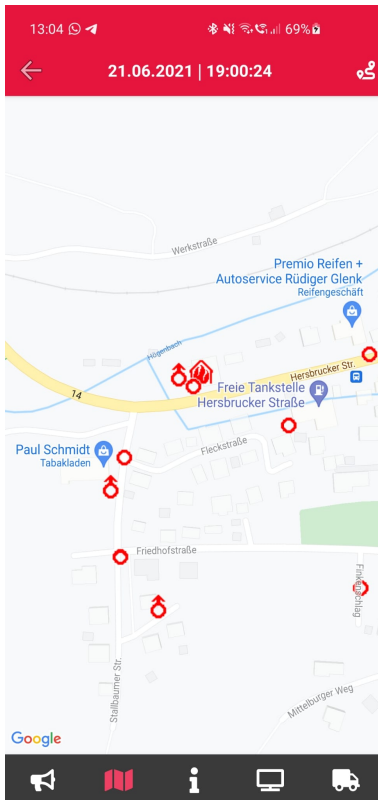 13:04 69%
21.06.2021 | 19:00:24
Werkstraße
Premio Reifen +
Autoservice Rüdiger Glenk
Reifengeschäft
Högenbach
Hersbrucker Str.
14
Freie Tankstelle
Hersbrucker Straße
Paul Schmidt
Tabakladen
Fleckstraße
Friedhofstraße
Finkenschlag
Stallbaumer Str.
Mittelburger Weg
Google